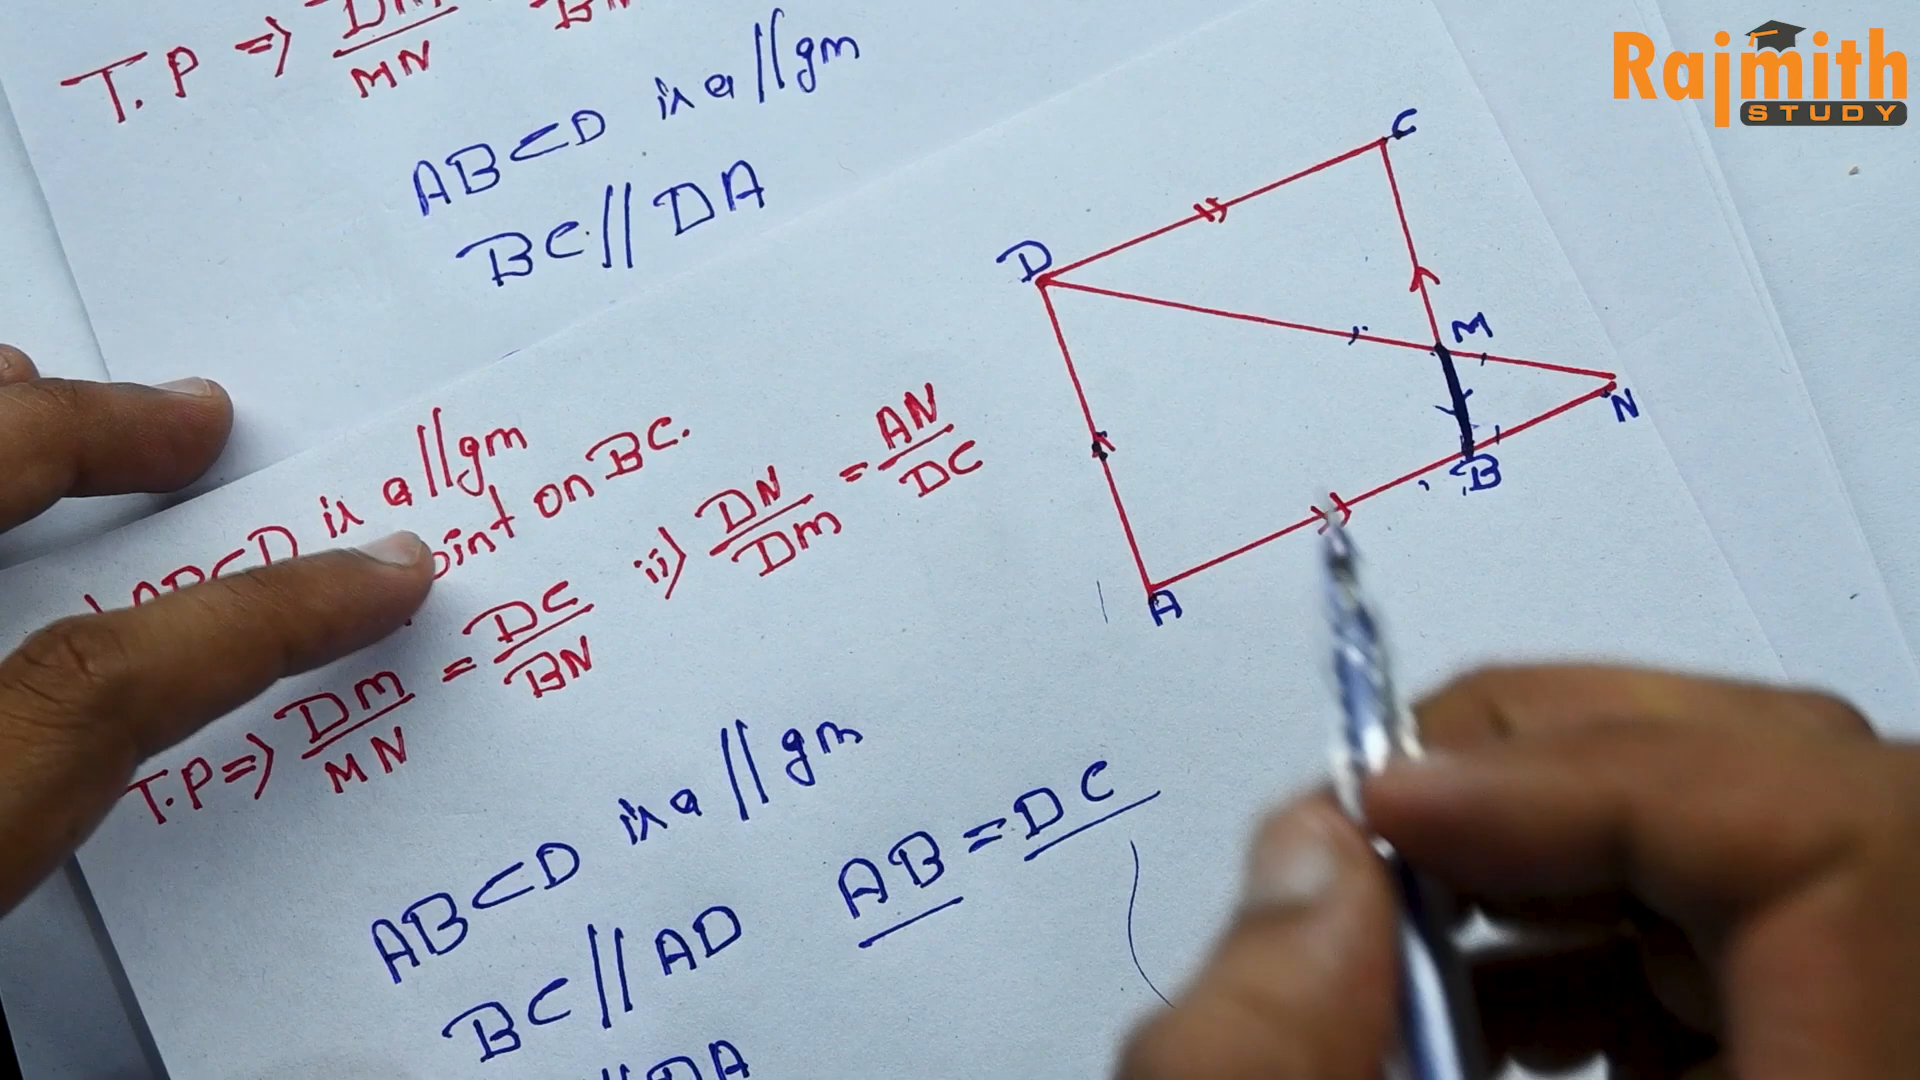 Rajmith
STUDY
T.P => DM/MN
ABCD is a //gm
BC // DA
ABCD is a //gm
point on BC.
T.P => DM/MN = DC/BN ii) DN/DM = AN/DC
ABCD is a //gm
BC // AD AB = DC
// DA
D
C
M
N
B
A